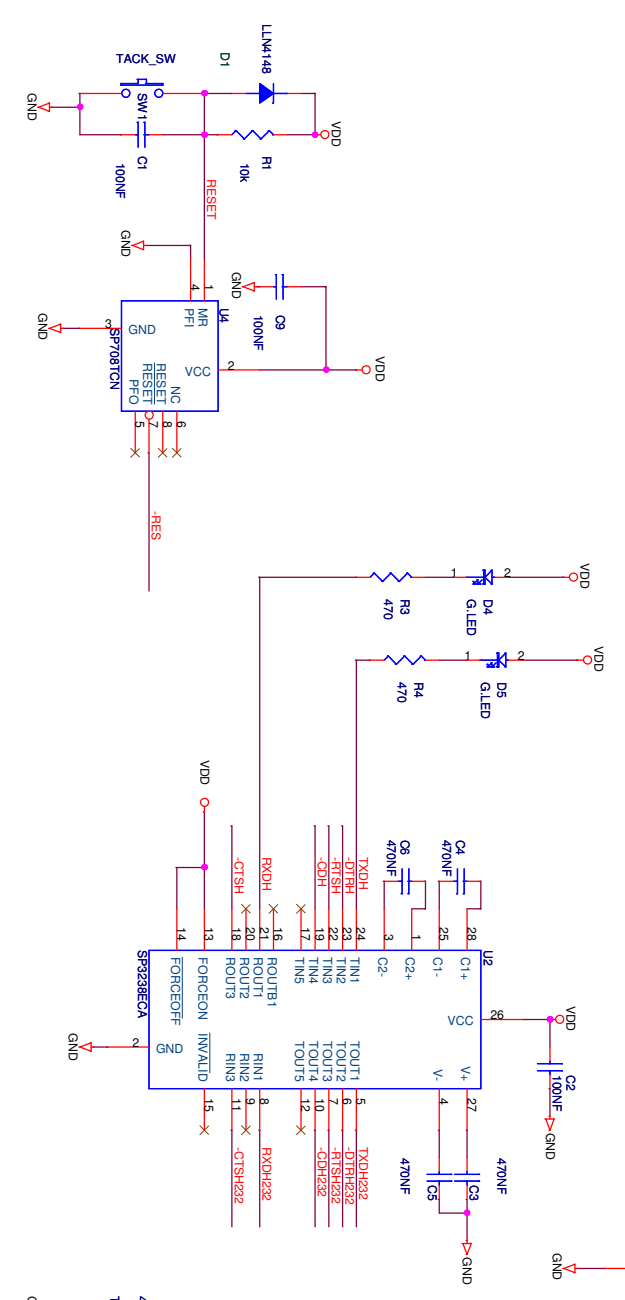 LLN4148
D1
TACK_SW
SW1
GND
VDD
R1
10k
C1
100NF
RESET
GND
GND
C9
100NF
4
1
U4
PFI
MR
3
GND
GND
SP708TCN
VCC
2
VDD
RESET
RESET
PFO
NC
5
7
8
6
-RES
VDD
1
2
R3
470
D4
G.LED
VDD
1
2
R4
470
D5
G.LED
VDD
-CTSH
RXDH
-CDH
-RTSH
-DTRH
TXDH
C6
470NF
C4
470NF
14
13
18
20
21
16
17
19
22
23
24
3
1
25
28
U2
SP3238ECA
FORCEOFF
FORCEON
ROUT3
ROUT2
ROUT1
ROUTB1
TIN5
TIN4
TIN3
TIN2
TIN1
C2-
C2+
C1-
C1+
VCC
26
VDD
C2
100NF
GND
GND
2
GND
INVALID
RIN3
RIN2
RIN1
TOUT5
TOUT4
TOUT3
TOUT2
TOUT1
V-
V+
15
11
9
8
12
10
7
6
5
4
27
-CTSH232
RXDH232
-CDH232
-RTSH232
-DTRH232
TXDH232
470NF
C5
C3
470NF
GND
GND